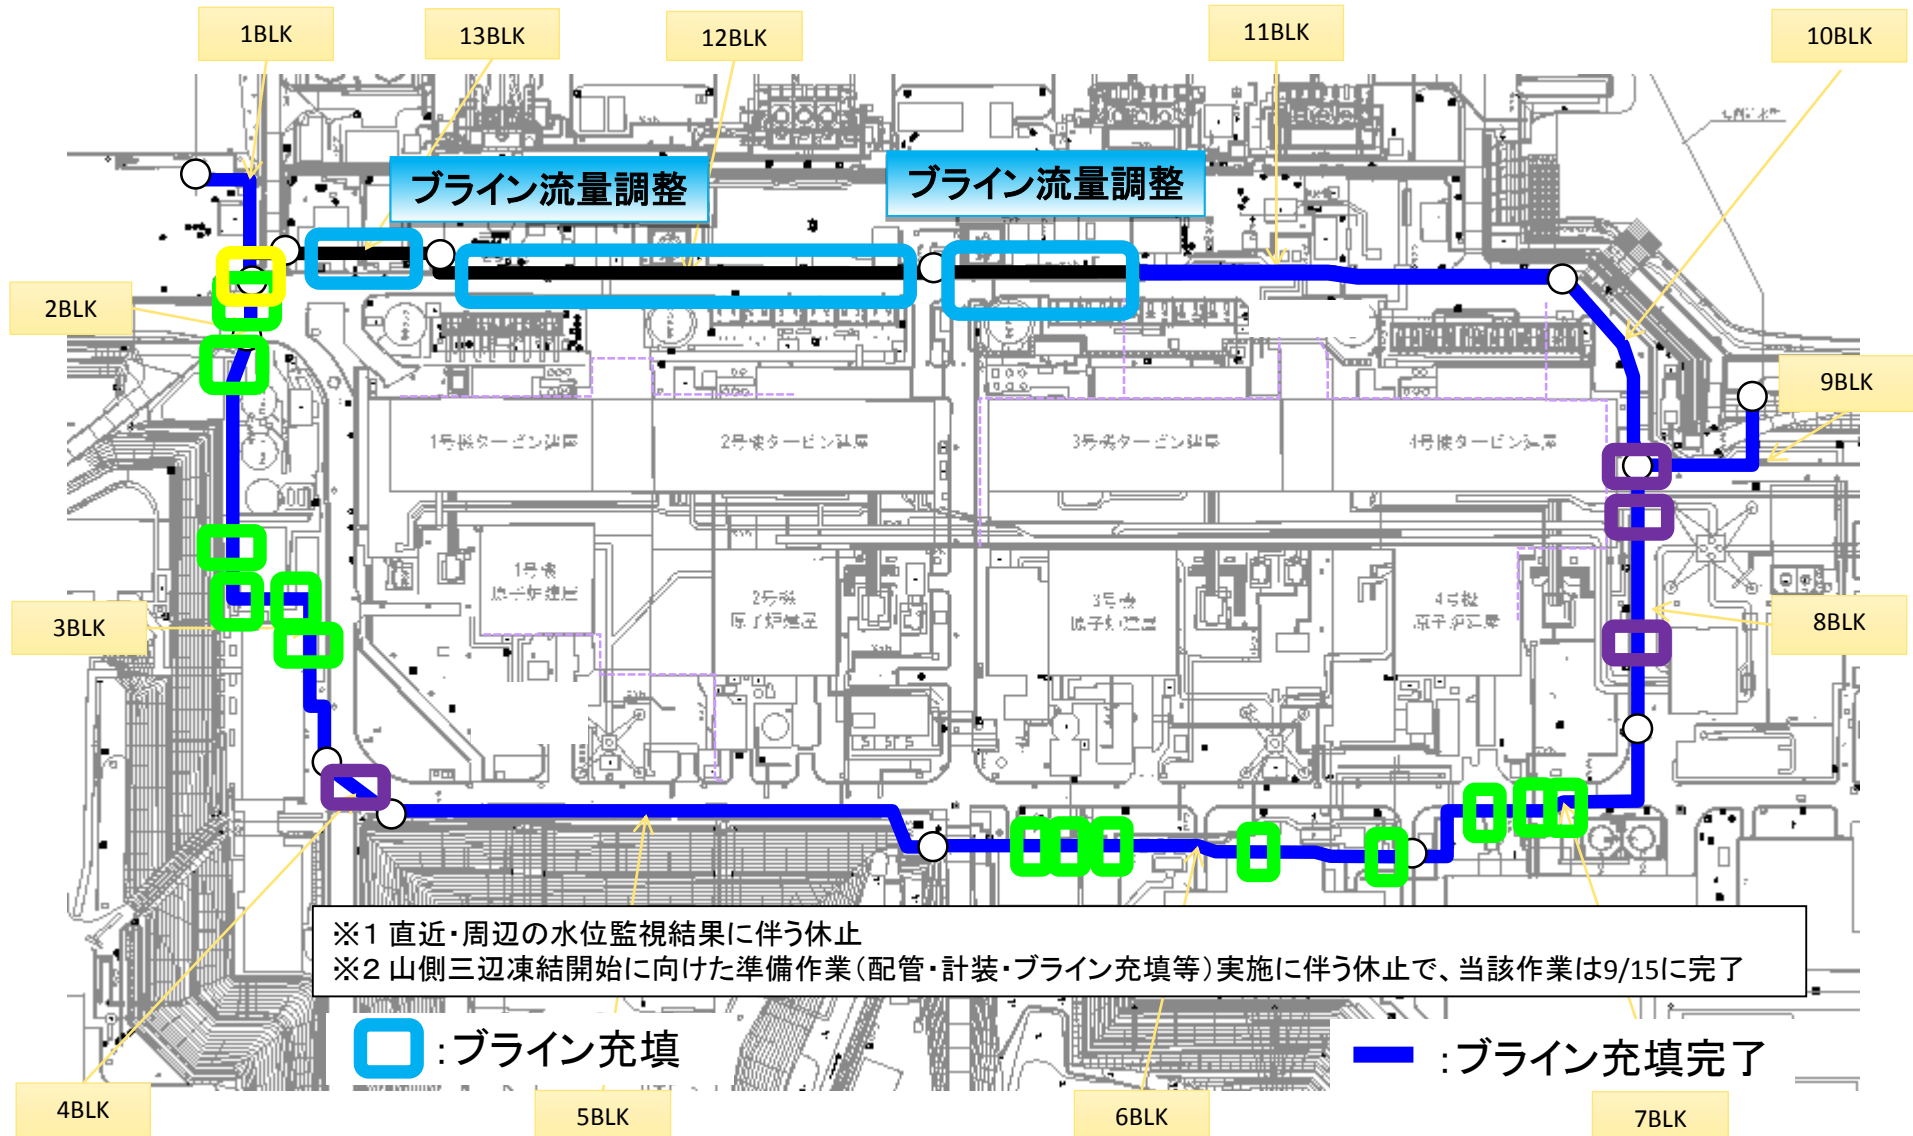 1BLK
13BLK
12BLK
11BLK
10BLK
ブライン流量調整
ブライン流量調整
2BLK
9BLK
1号機タービン建屋
2号機タービン建屋
3号機タービン建屋
4号機タービン建屋
1号機
原子炉建屋
2号機
原子炉建屋
3号機
原子炉建屋
4号機
原子炉建屋
3BLK
8BLK
※1 直近・周辺の水位監視結果に伴う休止
※2 山側三辺凍結開始に向けた準備作業(配管・計装・ブライン充填等)実施に伴う休止で、当該作業は9/15に完了
:ブライン充填
:ブライン充填完了
4BLK
5BLK
6BLK
7BLK